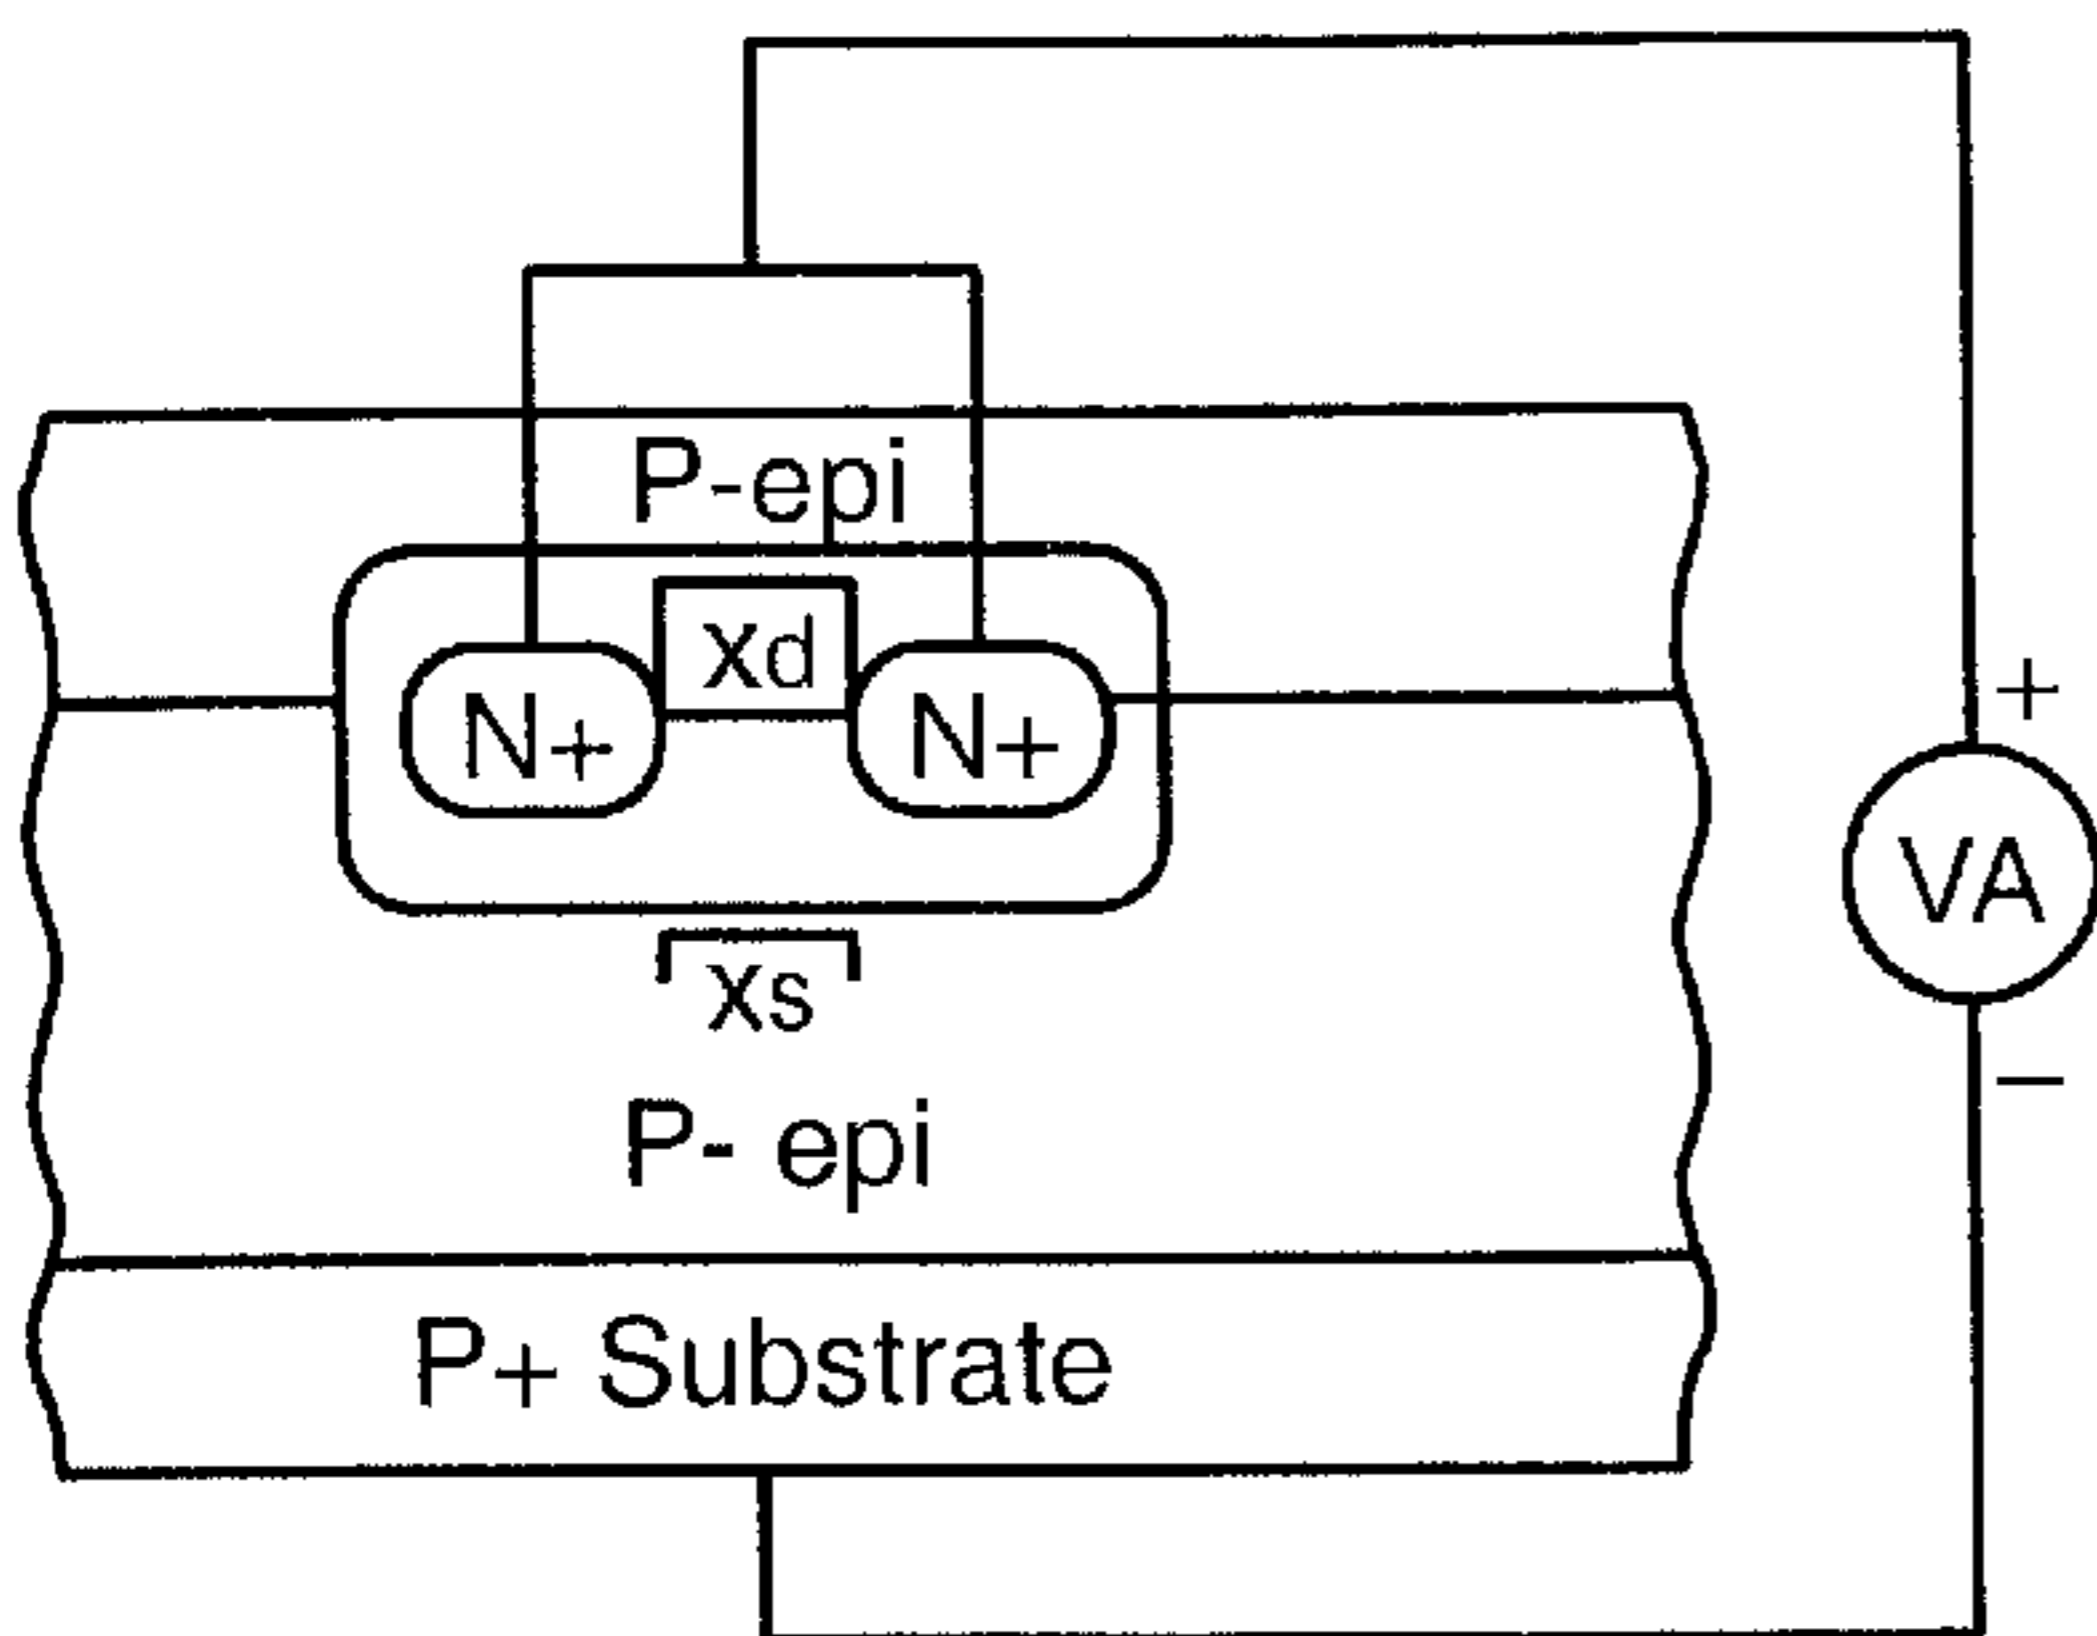 P-epi
xd
N+ N+
+
VA
xs
–
P- epi
P+ Substrate